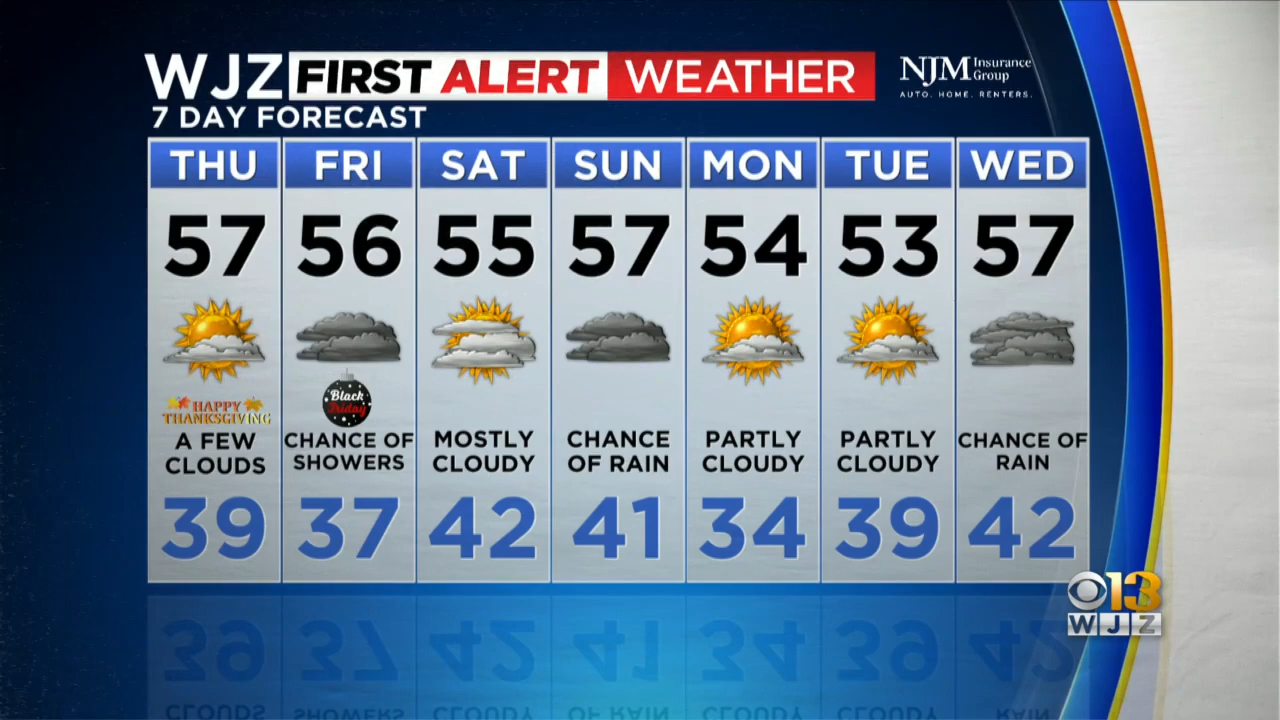 WJZ FIRST ALERT WEATHER
7 DAY FORECAST
NJM Insurance Group
AUTO. HOME. RENTERS.
THU FRI SAT SUN MON TUE WED
57 56 55 57 54 53 57
HAPPY THANKSGIVING
Black Friday
A FEW CLOUDS
CHANCE OF SHOWERS
MOSTLY CLOUDY
CHANCE OF RAIN
PARTLY CLOUDY
PARTLY CLOUDY
CHANCE OF RAIN
39 37 42 41 34 39 42
13
WJZ